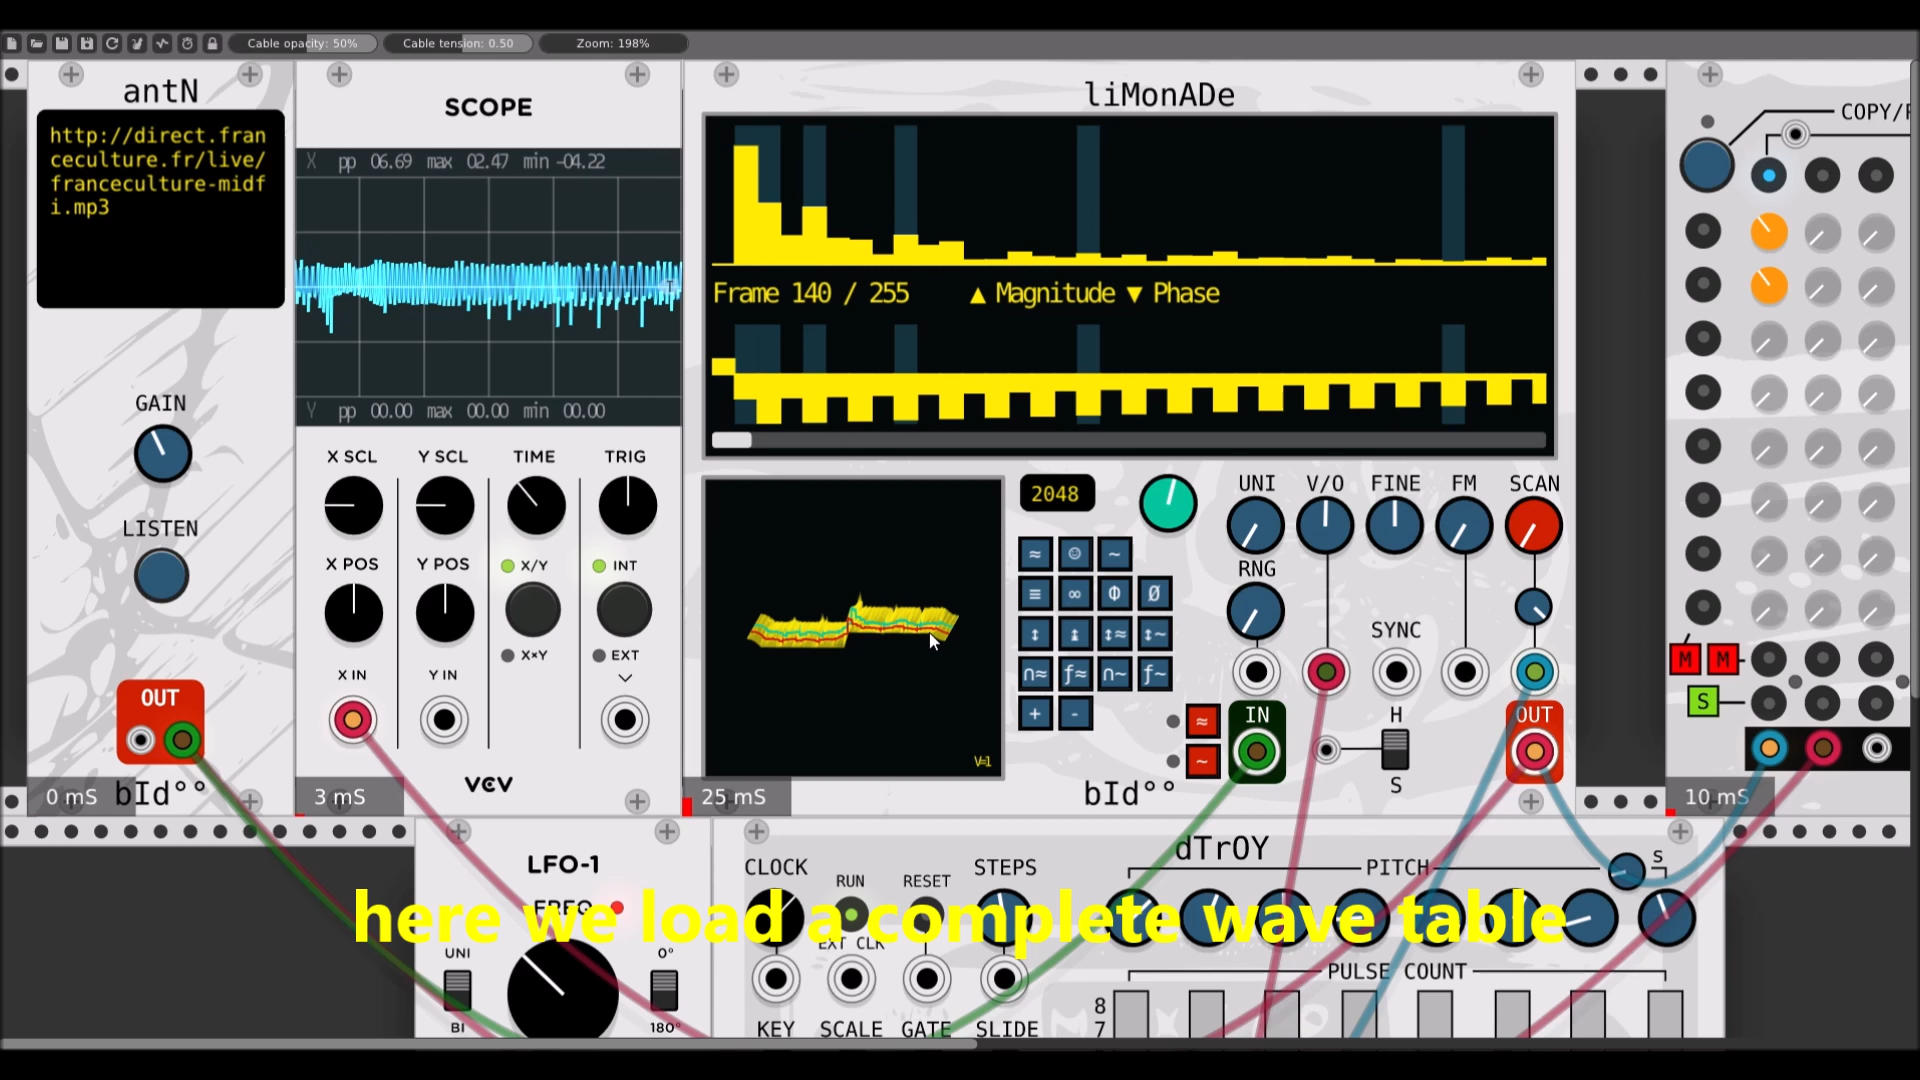 Cable opacity: 50%
Cable tension: 0.50
Zoom: 198%
antN
http://direct.fran
ceculture.fr/live/
franceculture-midf
i.mp3
GAIN
LISTEN
OUT
0 mS
bId°°
SCOPE
X pp 06.69 max 02.47 min -04.22
T
Y pp 00.00 max 00.00 min 00.00
X SCL Y SCL TIME TRIG
X POS Y POS X/Y INT
X×Y EXT
X IN Y IN
3 mS
VCV
liMonADe
Frame 140 / 255 ▲ Magnitude ▼ Phase
V=1
25 mS
2048
≈ ☺ ~
≡ ∞ Φ Ø
↕ ↨ ↕≈ ↕~
∩≈ ƒ≈ ∩~ ƒ~
+ -
≈
~
UNI V/O FINE FM SCAN
RNG
SYNC
IN H OUT
S
bId°°
COPY/P
M M
S
10 mS
LFO-1
FREQ
UNI 0°
BI 180°
dTrOY
CLOCK RUN RESET STEPS
EXT CLK
KEY SCALE GATE SLIDE
PITCH S
PULSE COUNT
8
7
here we load a complete wave table